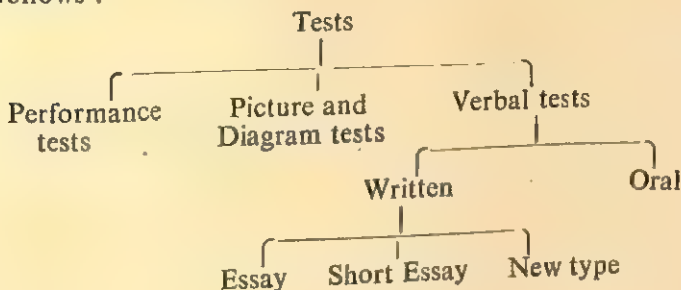 follows :
Tests
Performance
tests
Picture and
Diagram tests
Verbal tests
Written
Oral
Essay
Short Essay
New type